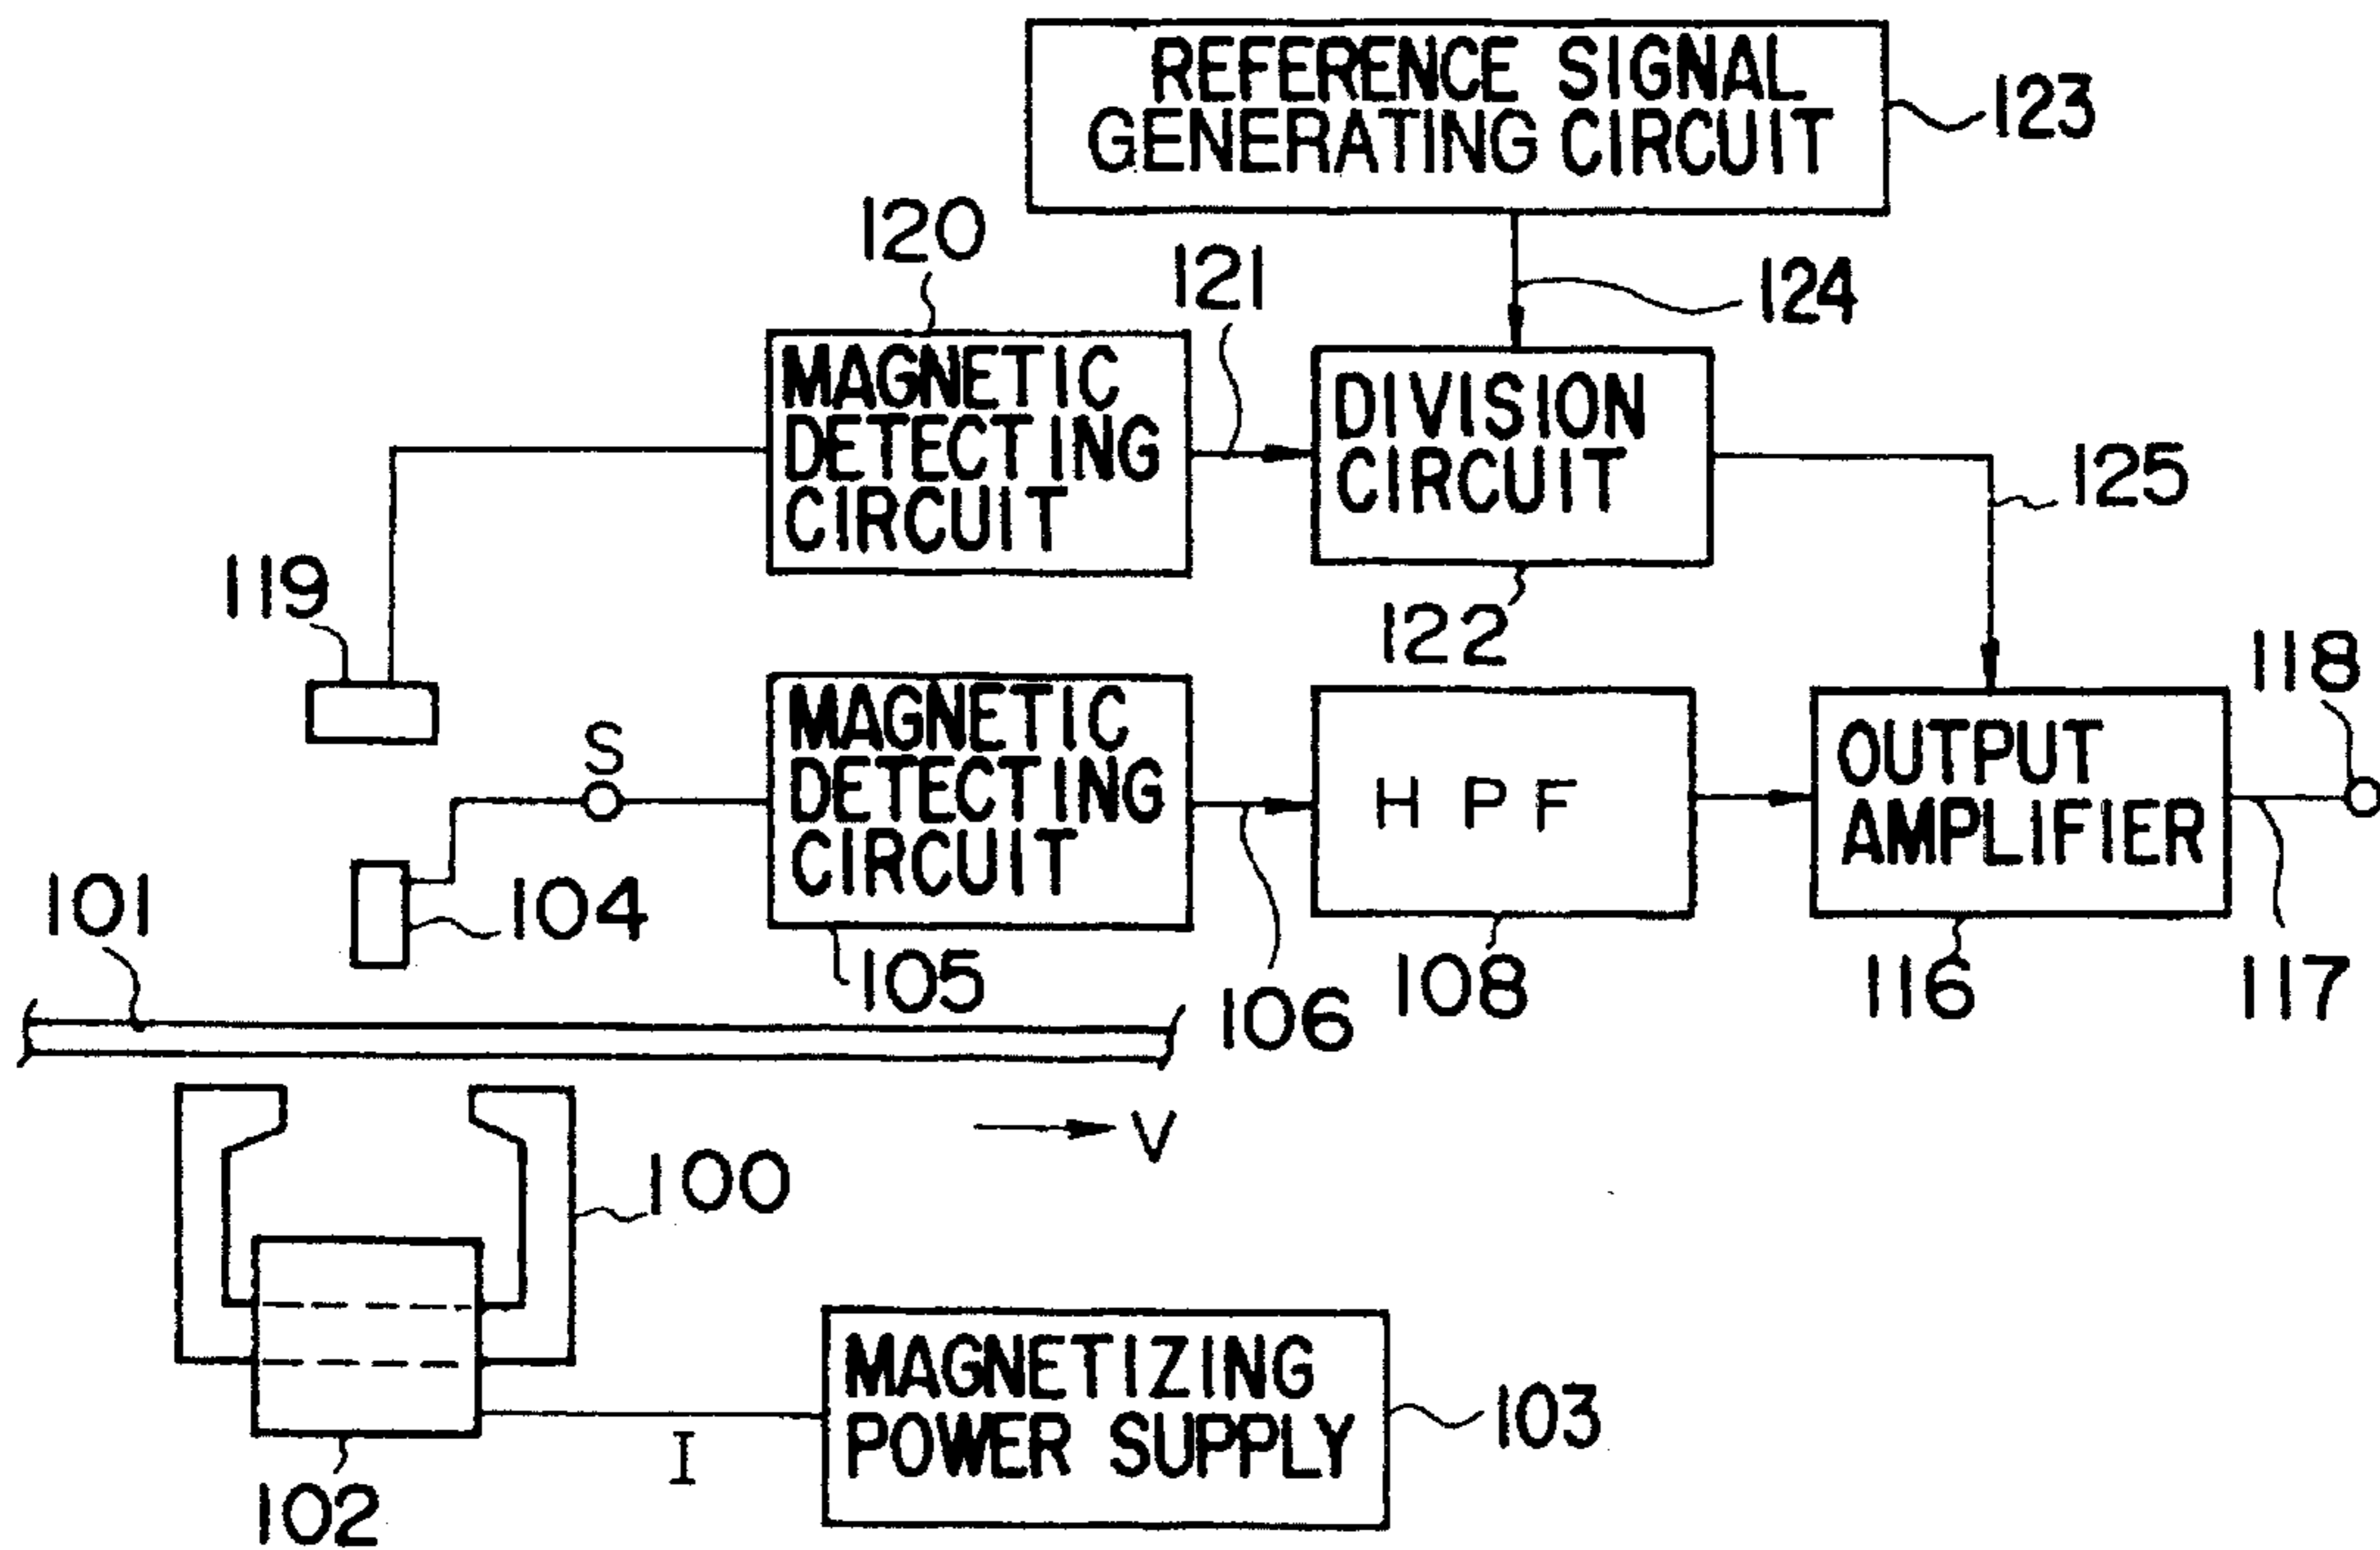 REFERENCE SIGNAL
GENERATING CIRCUIT
123
120
121
124
MAGNETIC
DETECTING
CIRCUIT
DIVISION
CIRCUIT
125
119
122
118
S
MAGNETIC
DETECTING
CIRCUIT
H P F
OUTPUT
AMPLIFIER
101
104
105
106
108
116
117
V
100
MAGNETIZING
POWER SUPPLY
103
I
102